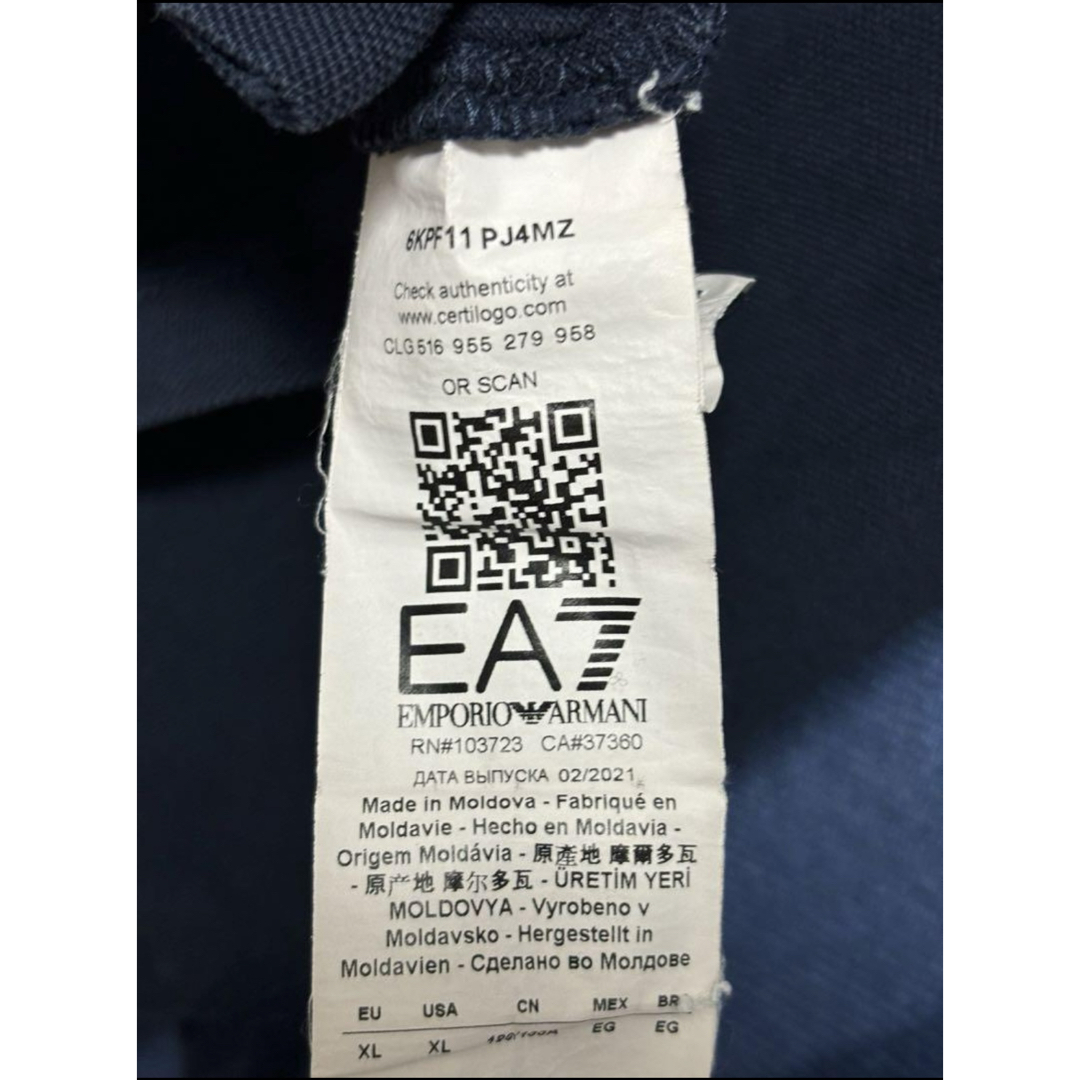 6KPF11 PJ4MZ
Check authenticity at
www.certilogo.com
CLG516 955 279 958
OR SCAN
EA7
EMPORIO ARMANI
RN#103723 CA#37360
ДАТА ВЫПУСКА 02/2021
Made in Moldova - Fabriqué en
Moldavie - Hecho en Moldavia -
Origem Moldávia - 原產地 摩爾多瓦
- 原产地 摩尔多瓦 - ÜRETİM YERİ
MOLDOVYA - Vyrobeno v
Moldavsko - Hergestellt in
Moldavien - Сделано во Молдове
EU USA CN MEX BR
XL XL EG EG